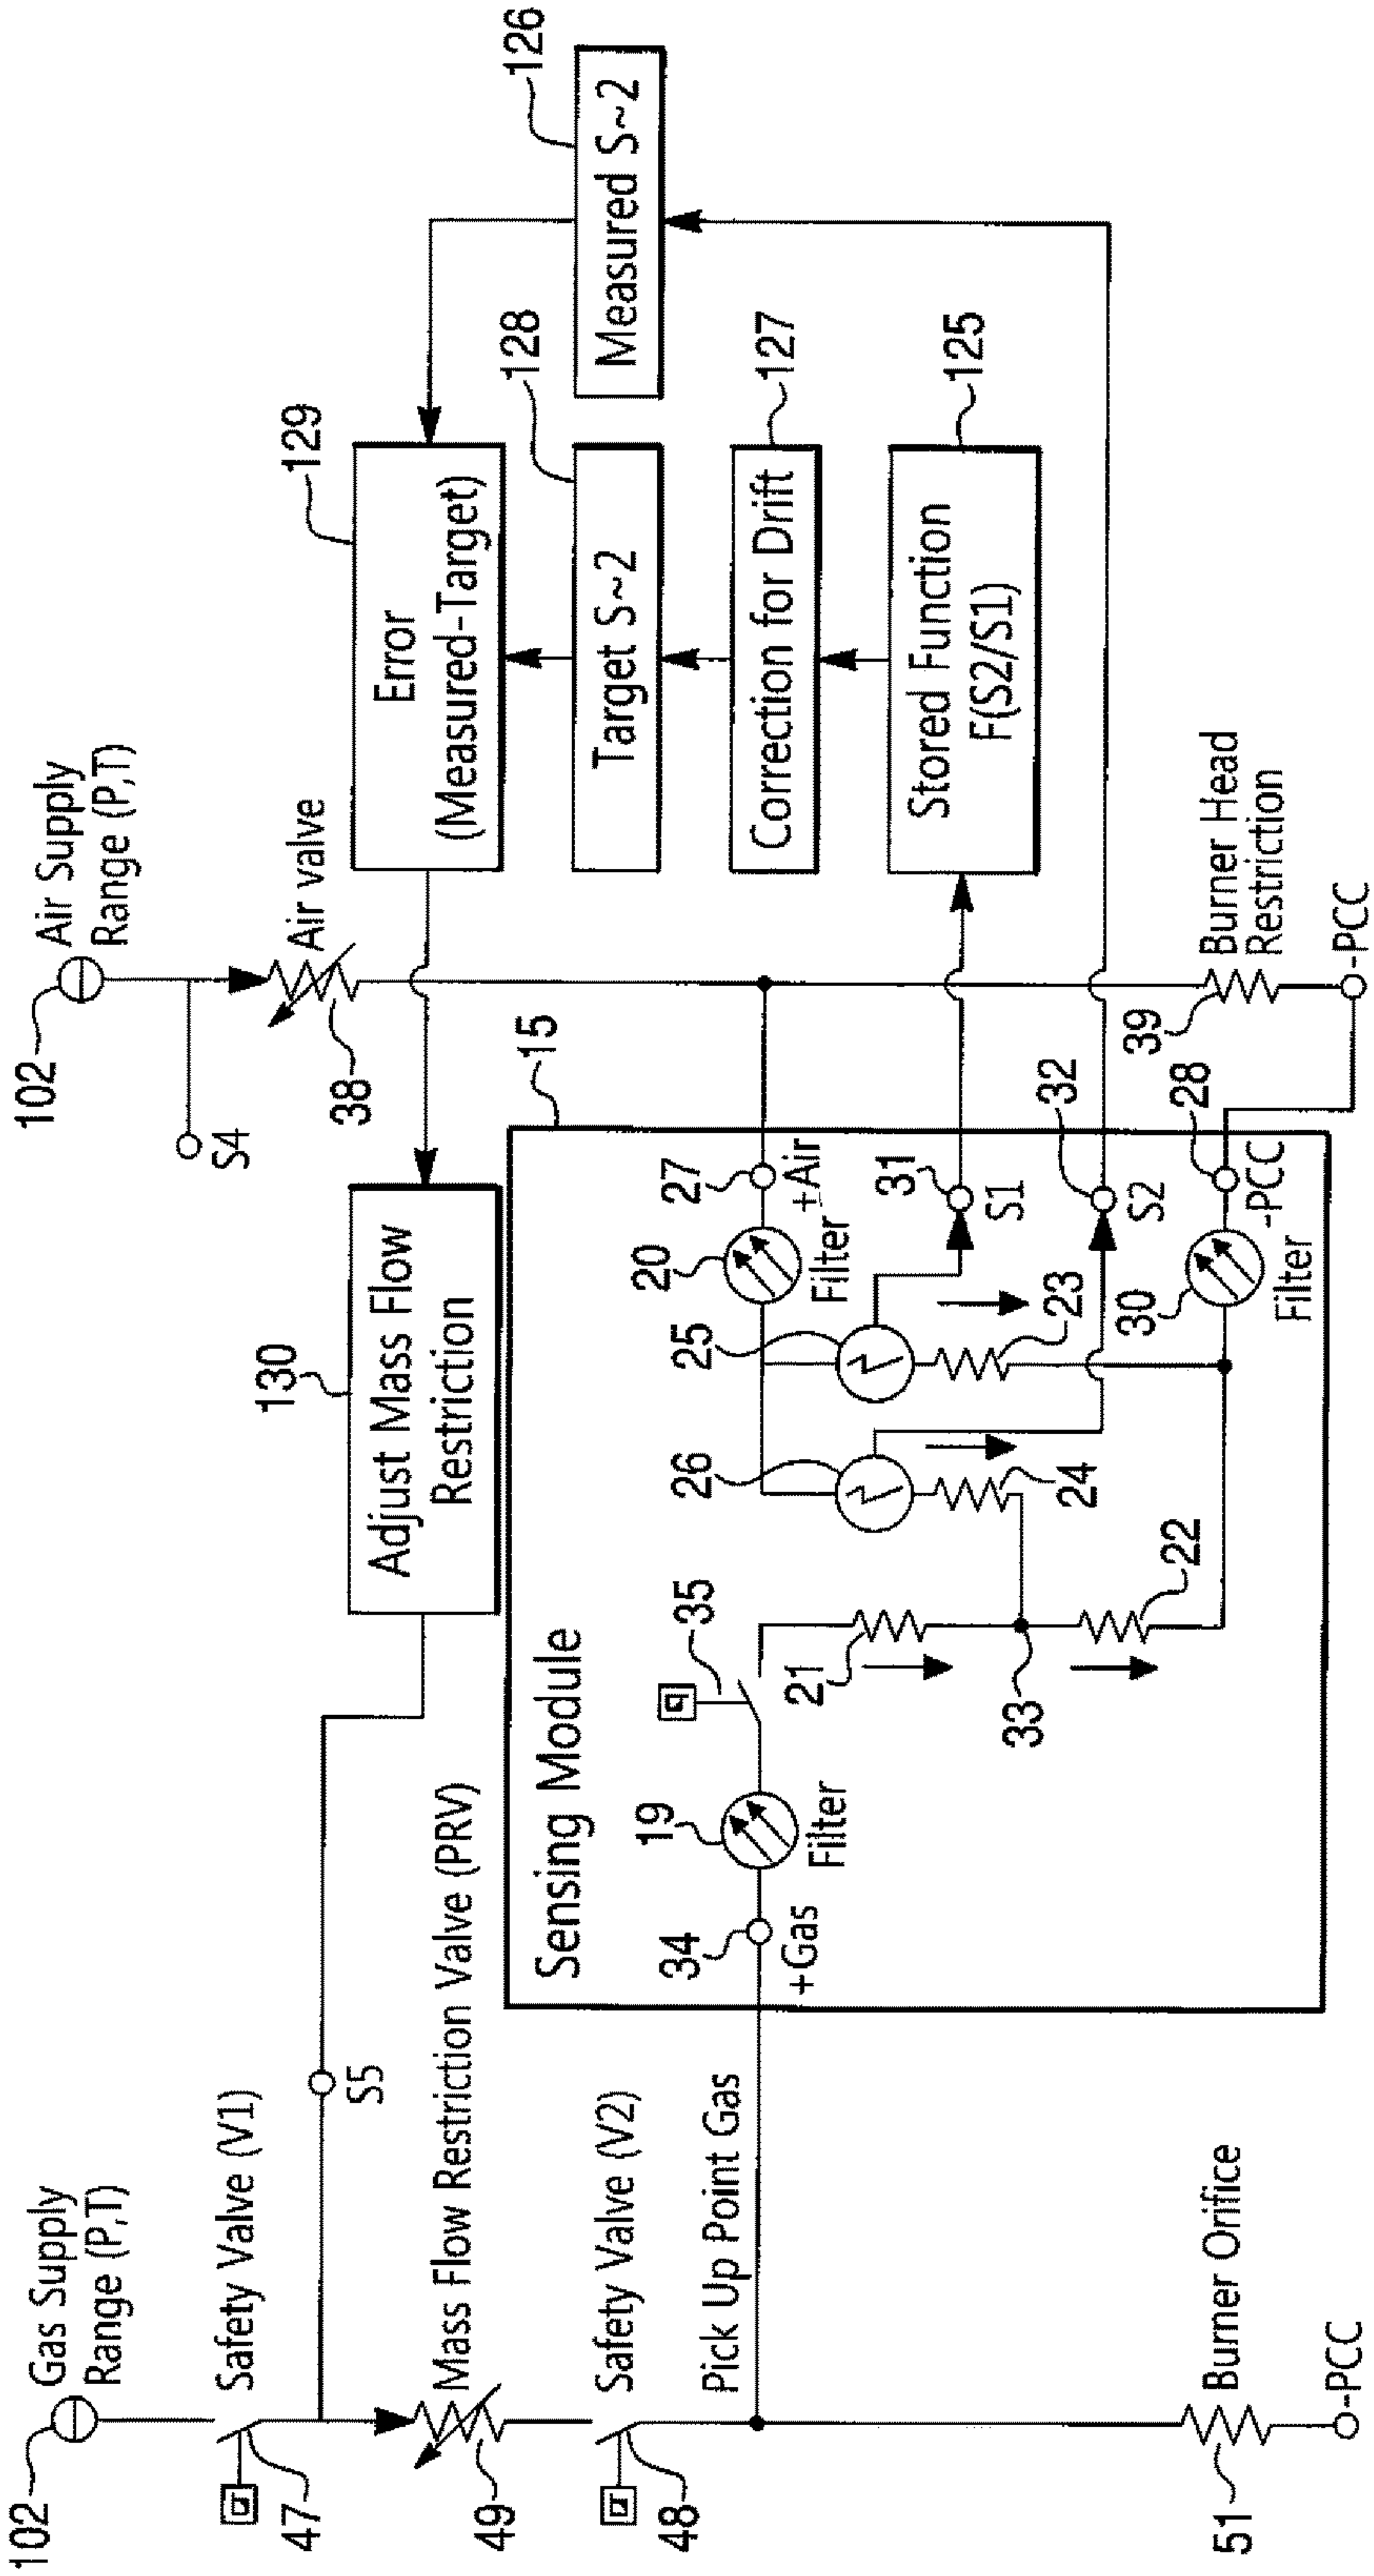 102
Gas Supply
Range (P,T)
Safety Valve (V1)
47
S5
Mass Flow Restriction Valve (PRV)
49
Safety Valve (V2)
48
Pick Up Point Gas
Burner Orifice
51
-PCC
130
Adjust Mass Flow
Restriction
Sensing Module
15
34
+Gas
19
Filter
35
21
33
22
26
24
25
23
20
Filter
27
+Air
31
S1
32
S2
30
Filter
28
-PCC
102
Air Supply
Range (P,T)
S4
Air valve
38
39
Burner Head
Restriction
-PCC
129
Error
(Measured-Target)
128
Target S~2
127
Correction for Drift
125
Stored Function
F(S2/S1)
126
Measured S~2